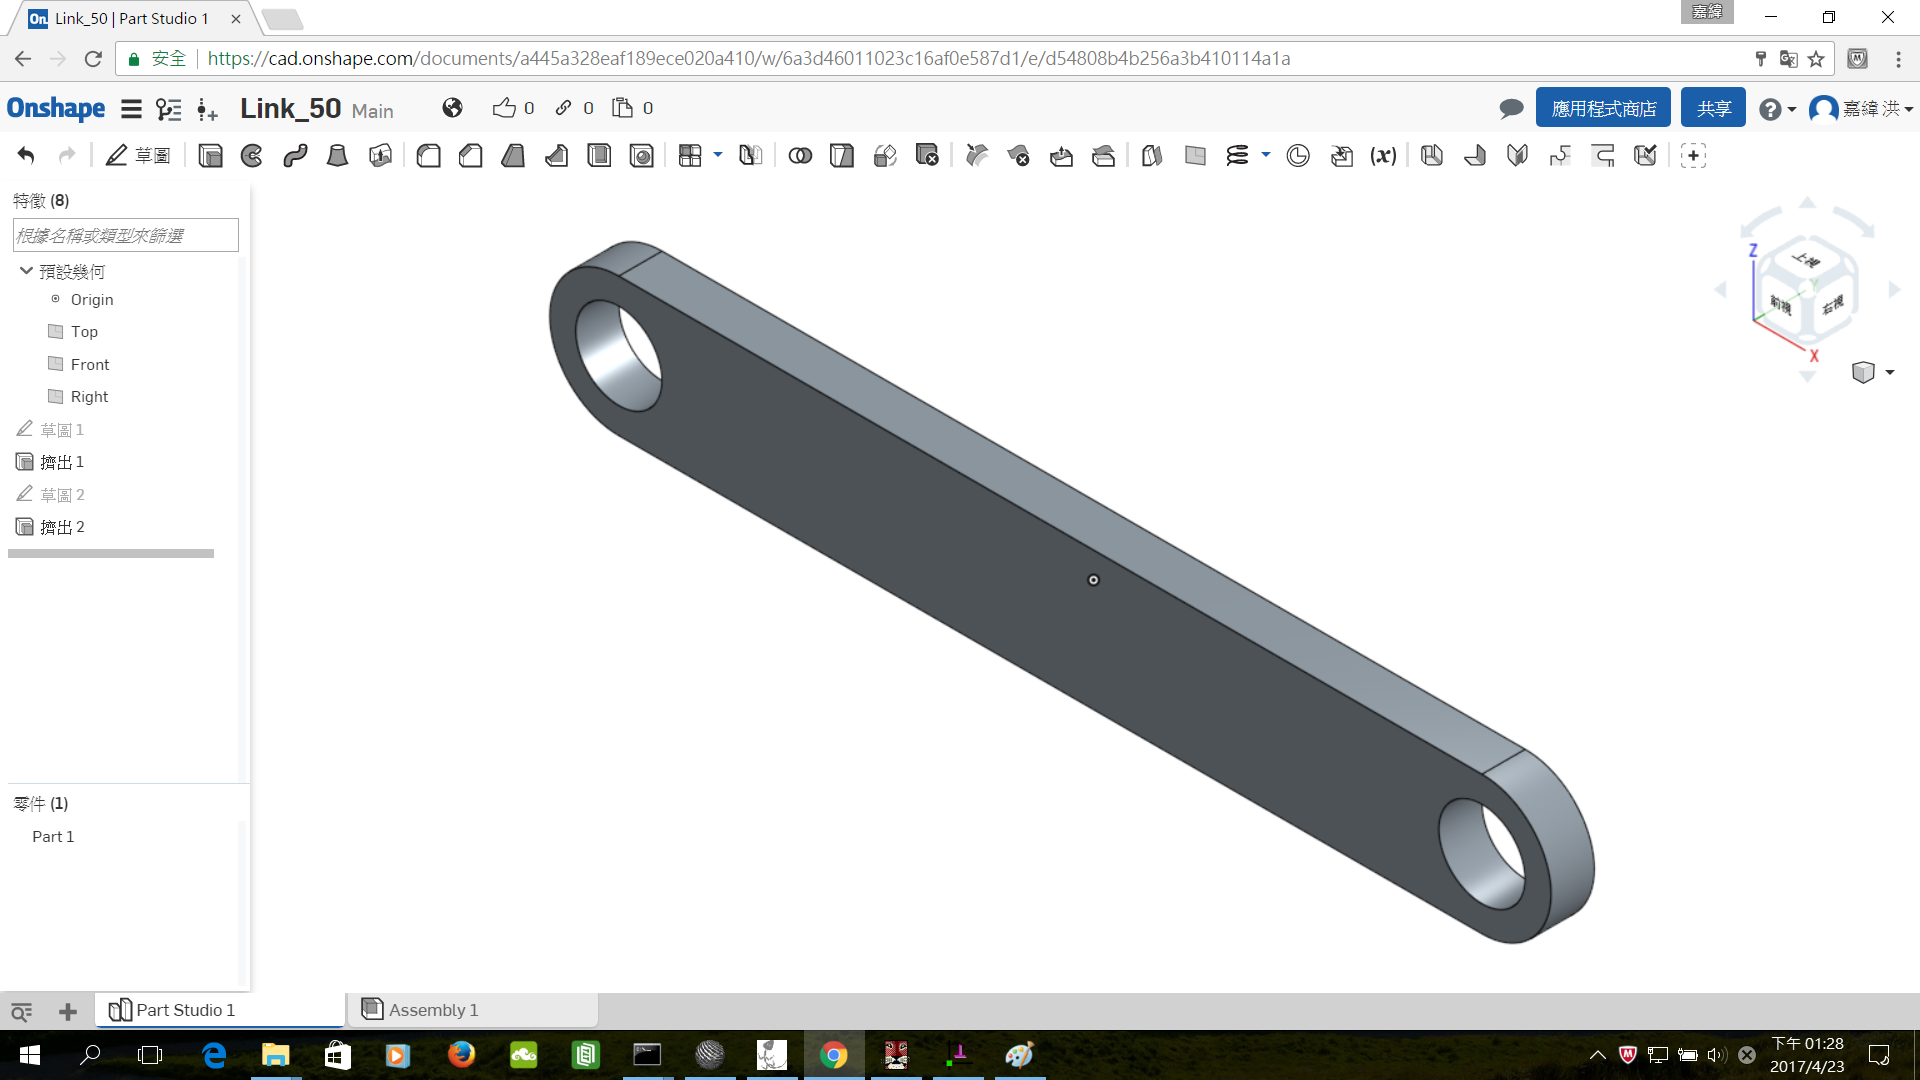 Link_50 | Part Studio 1
嘉緯
安全
https://cad.onshape.com/documents/a445a328eaf189ece020a410/w/6a3d46011023c16af0e587d1/e/d54808b4b256a3b410114a1a
Onshape
Link_50 Main
0
0
0
應用程式商店
共享
嘉緯 洪
草圖
(x)
特徵 (8)
根據名稱或類型來篩選
預設幾何
Origin
Top
Front
Right
草圖 1
擠出 1
草圖 2
擠出 2
上視
前視
右視
Z
Y
X
零件 (1)
Part 1
Part Studio 1
Assembly 1
下午 01:28
2017/4/23